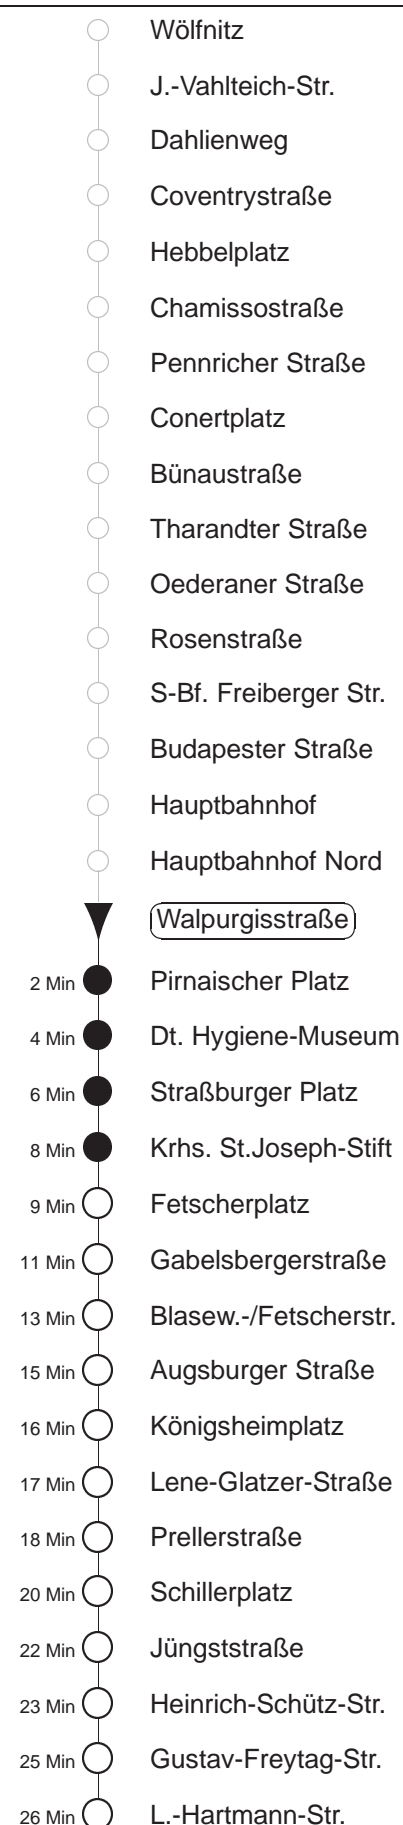 Wölfnitz
J.-Vahlteich-Str.
Dahlienweg
Coventrystraße
Hebbelplatz
Chamissostraße
Pennricher Straße
Conertplatz
Bünaustraße
Tharandter Straße
Oederaner Straße
Rosenstraße
S-Bf. Freiberger Str.
Budapester Straße
Hauptbahnhof
Hauptbahnhof Nord
Walpurgisstraße
2 Min Pirnaischer Platz
4 Min Dt. Hygiene-Museum
6 Min Straßburger Platz
8 Min Krhs. St.Joseph-Stift
9 Min Fetscherplatz
11 Min Gabelsbergerstraße
13 Min Blasew.-/Fetscherstr.
15 Min Augsburger Straße
16 Min Königsheimplatz
17 Min Lene-Glatzer-Straße
18 Min Prellerstraße
20 Min Schillerplatz
22 Min Jüngststraße
23 Min Heinrich-Schütz-Str.
25 Min Gustav-Freytag-Str.
26 Min L.-Hartmann-Str.